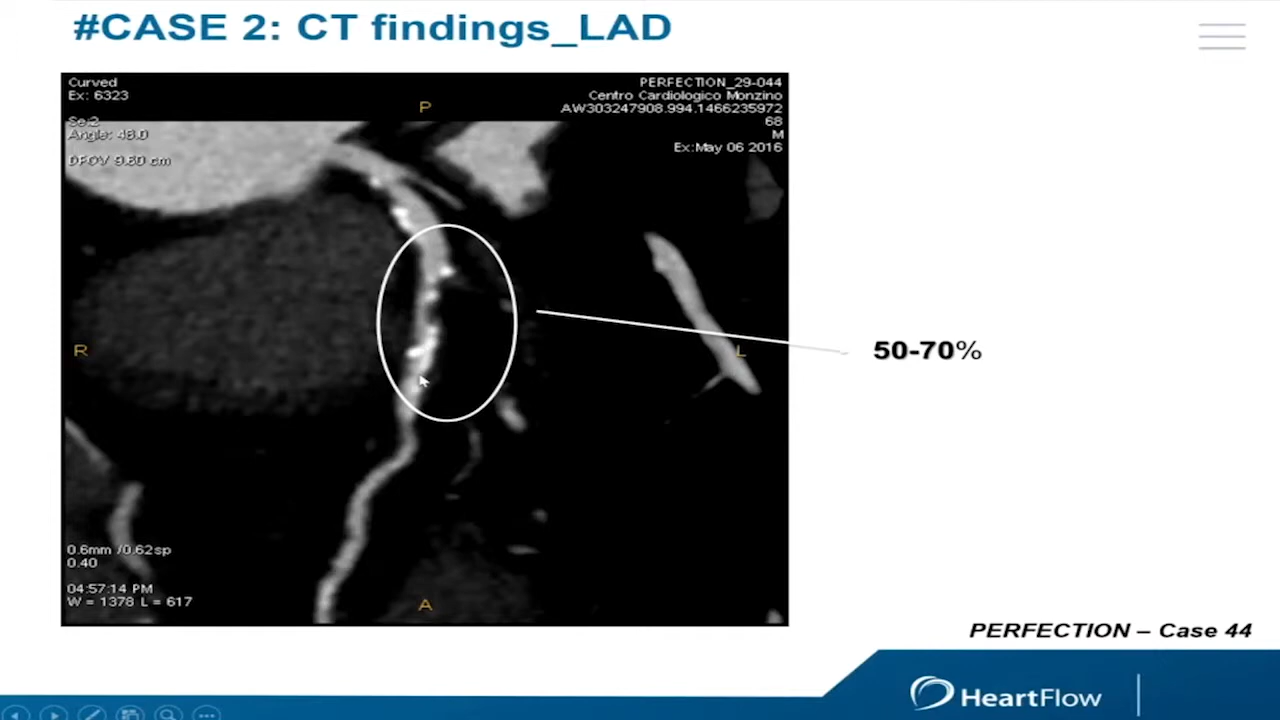 #CASE 2: CT findings_LAD
Curved
Ex: 6323
Se:2
Angle: 48.0
DFOV 9.80 cm
P
PERFECTION_29-044
Centro Cardiologico Monzino
AW303247908.994.1466235972
68
M
Ex:May 06 2016
R
L
50-70%
0.6mm /0.62sp
0.40
04:57:14 PM
W = 1378 L = 617
A
PERFECTION – Case 44
HeartFlow